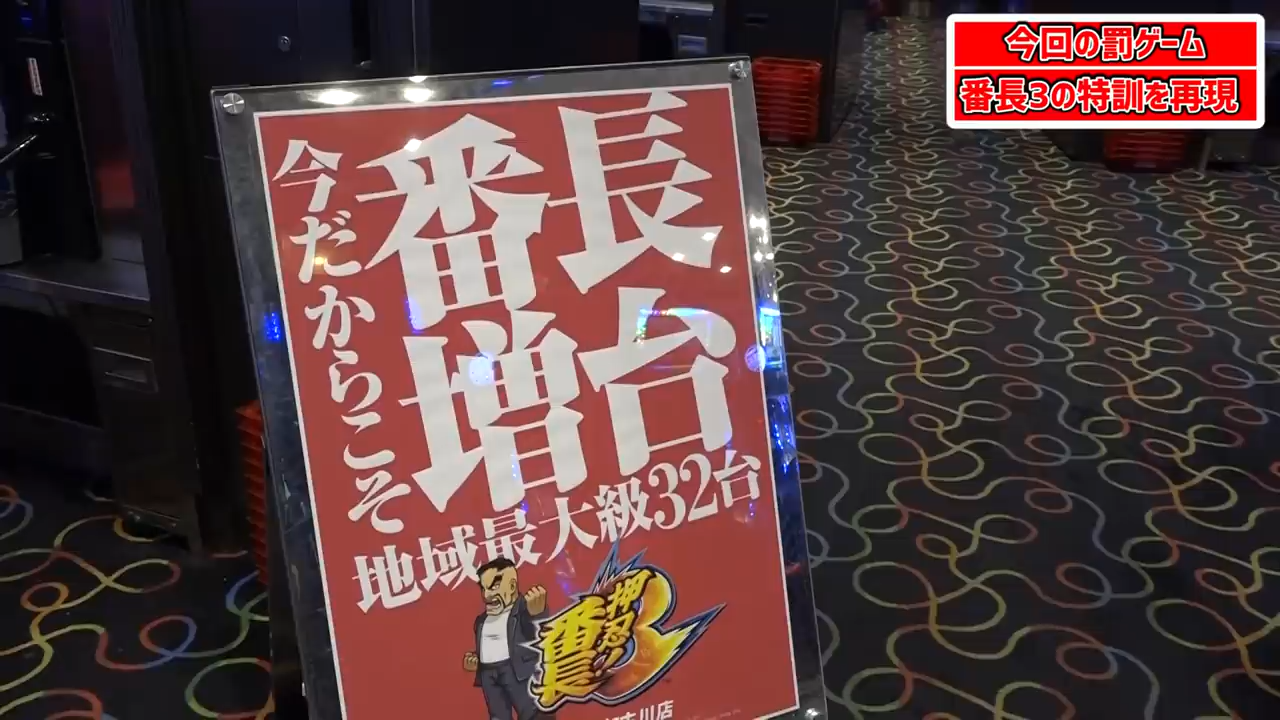 今回の罰ゲーム
番長3の特訓を再現
今だからこそ
番長
増台
地域最大級32台
押忍!
番長3
川店